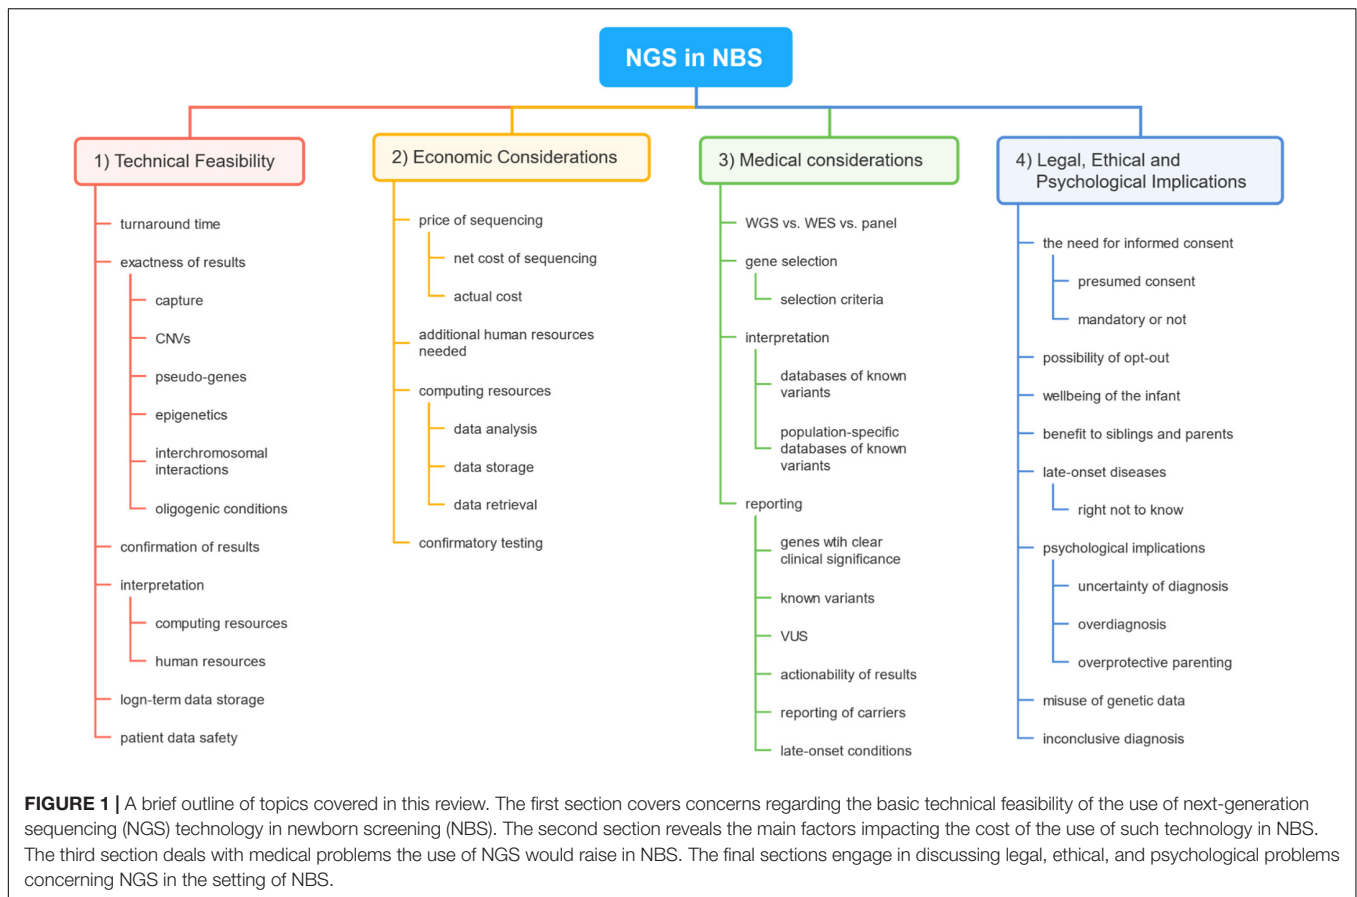 NGS in NBS
1) Technical Feasibility
turnaround time
exactness of results
capture
CNVs
pseudo-genes
epigenetics
interchromosomal
interactions
oligogenic conditions
confirmation of results
interpretation
computing resources
human resources
logn-term data storage
patient data safety
2) Economic Considerations
price of sequencing
net cost of sequencing
actual cost
additional human resources
needed
computing resources
data analysis
data storage
data retrieval
confirmatory testing
3) Medical considerations
WGS vs. WES vs. panel
gene selection
selection criteria
interpretation
databases of known
variants
population-specific
databases of known
variants
reporting
genes wtih clear
clinical significance
known variants
VUS
actionability of results
reporting of carriers
late-onset conditions
4) Legal, Ethical and
Psychological Implications
the need for informed consent
presumed consent
mandatory or not
possibility of opt-out
wellbeing of the infant
benefit to siblings and parents
late-onset diseases
right not to know
psychological implications
uncertainty of diagnosis
overdiagnosis
overprotective parenting
misuse of genetic data
inconclusive diagnosis
FIGURE 1 | A brief outline of topics covered in this review. The first section covers concerns regarding the basic technical feasibility of the use of next-generation
sequencing (NGS) technology in newborn screening (NBS). The second section reveals the main factors impacting the cost of the use of such technology in NBS.
The third section deals with medical problems the use of NGS would raise in NBS. The final sections engage in discussing legal, ethical, and psychological problems
concerning NGS in the setting of NBS.